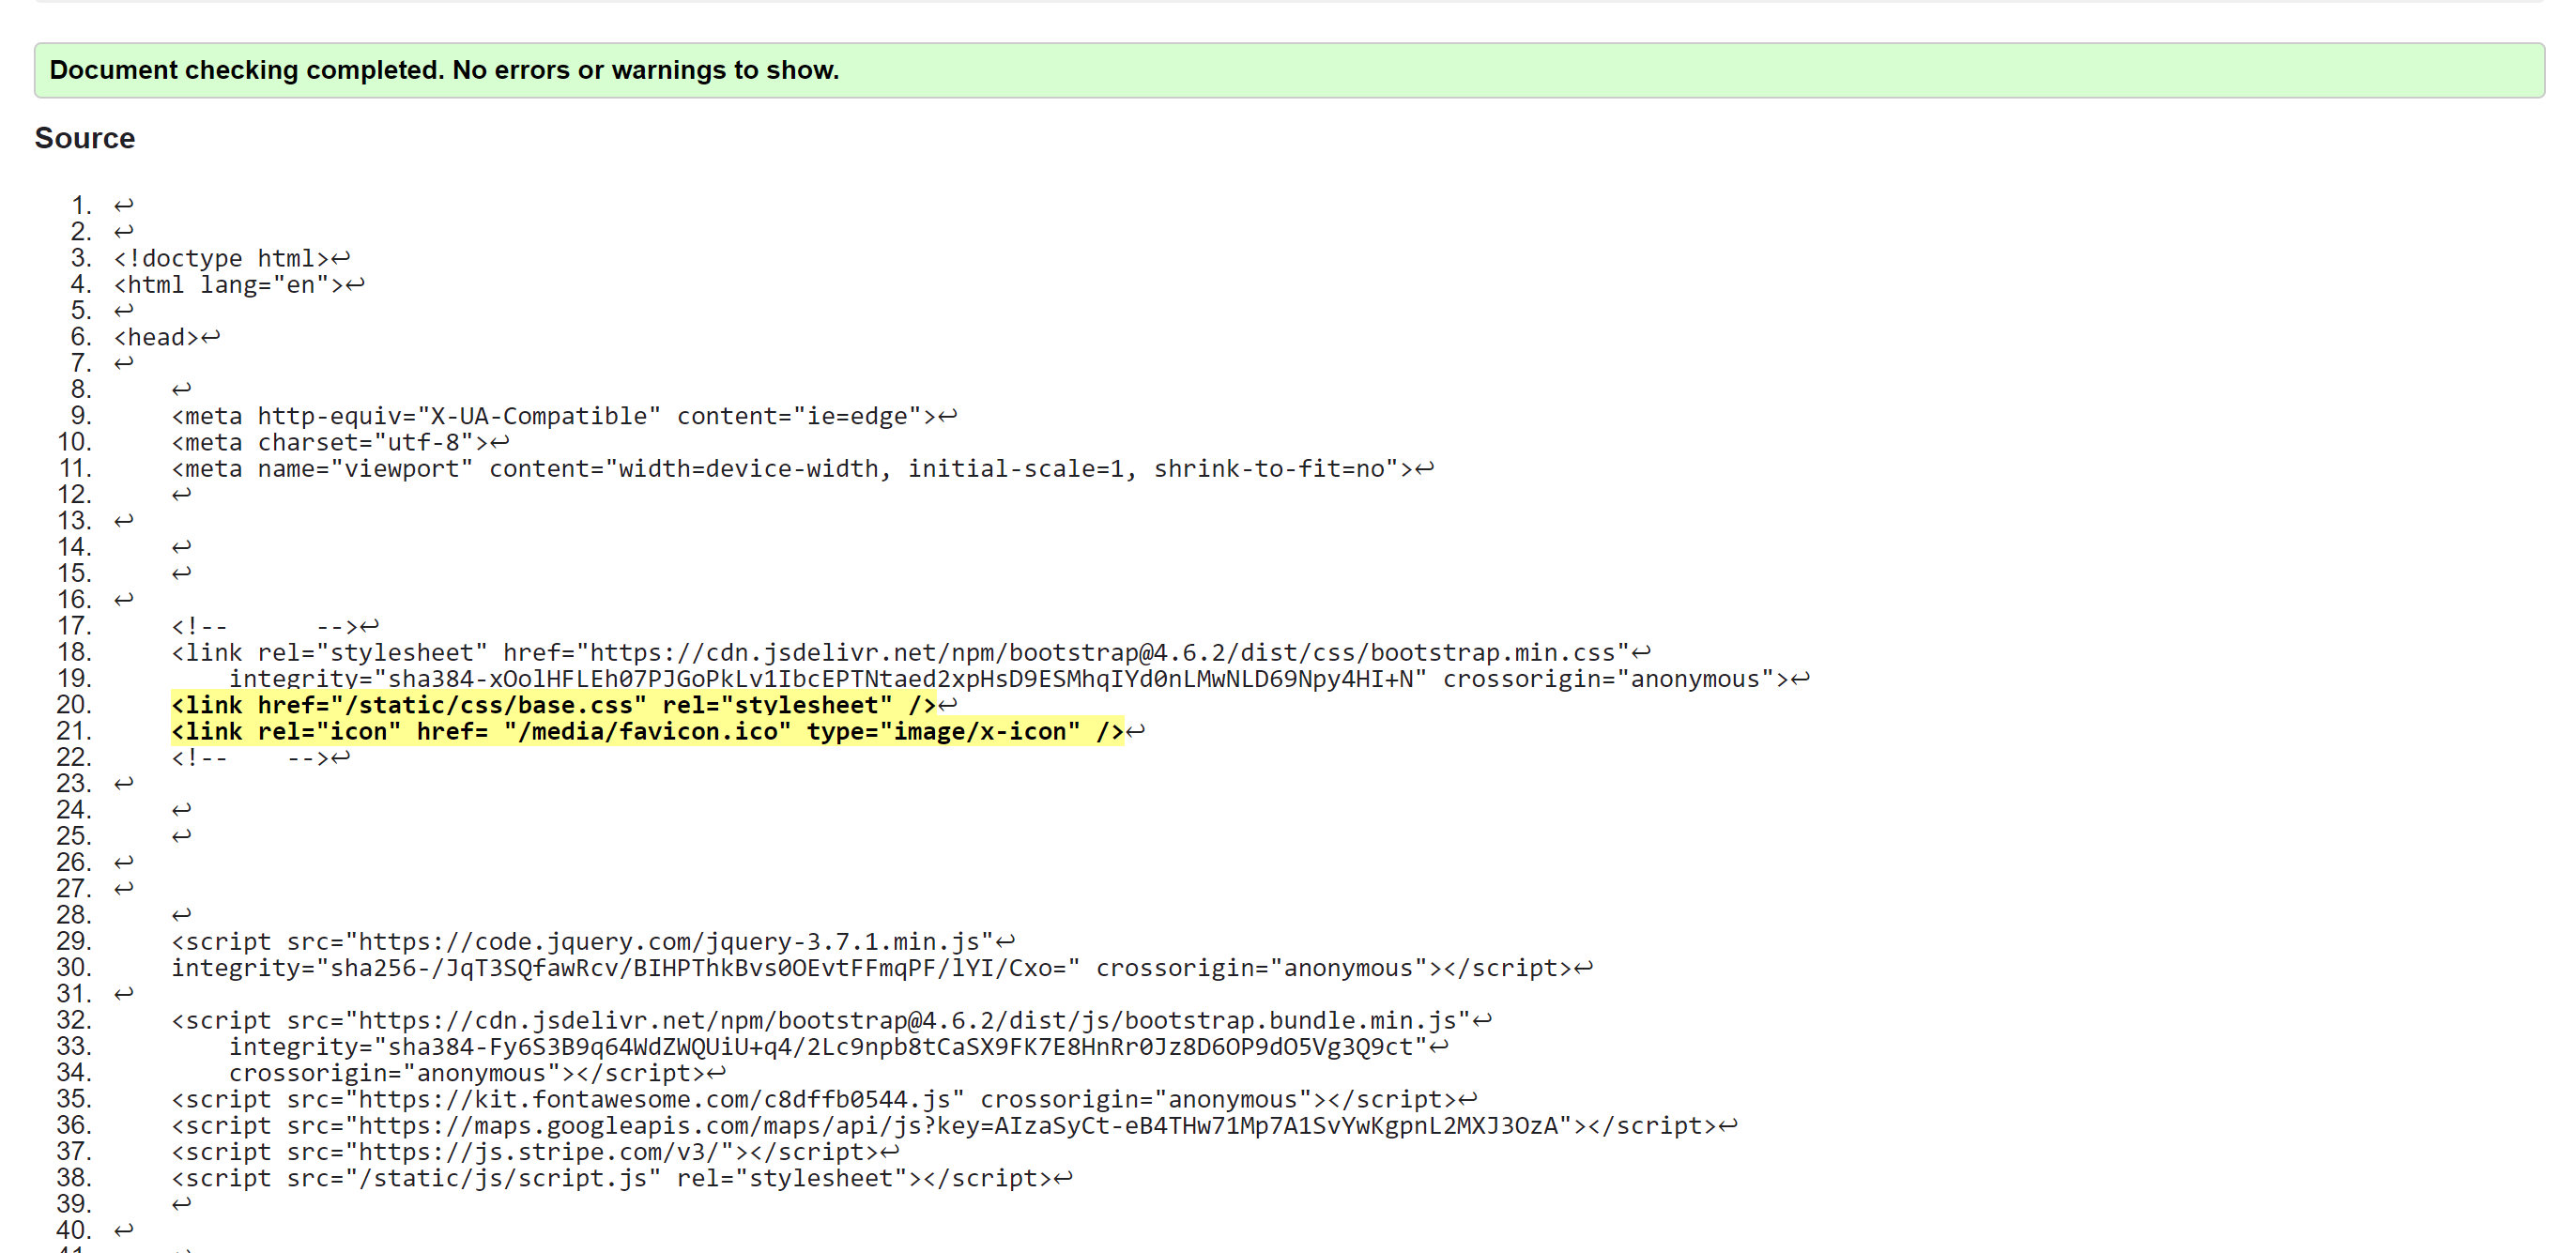 Document checking completed. No errors or warnings to show.
Source
1. ↩
2. ↩
3. <!doctype html>↩
4. <html lang="en">↩
5. ↩
6. <head>↩
7. ↩
8. ↩
9. <meta http-equiv="X-UA-Compatible" content="ie=edge">↩
10. <meta charset="utf-8">↩
11. <meta name="viewport" content="width=device-width, initial-scale=1, shrink-to-fit=no">↩
12. ↩
13. ↩
14. ↩
15. ↩
16. ↩
17. <!--      -->↩
18. <link rel="stylesheet" href="https://cdn.jsdelivr.net/npm/bootstrap@4.6.2/dist/css/bootstrap.min.css"↩
19. integrity="sha384-xOolHFLEh07PJGoPkLv1IbcEPTNtaed2xpHsD9ESMhqIYd0nLMwNLD69Npy4HI+N" crossorigin="anonymous">↩
20. <link href="/static/css/base.css" rel="stylesheet" />↩
21. <link rel="icon" href= "/media/favicon.ico" type="image/x-icon" />↩
22. <!--    -->↩
23. ↩
24. ↩
25. ↩
26. ↩
27. ↩
28. ↩
29. <script src="https://code.jquery.com/jquery-3.7.1.min.js"↩
30. integrity="sha256-/JqT3SQfawRcv/BIHPThkBvs0OEvtFFmqPF/lYI/Cxo=" crossorigin="anonymous"></script>↩
31. ↩
32. <script src="https://cdn.jsdelivr.net/npm/bootstrap@4.6.2/dist/js/bootstrap.bundle.min.js"↩
33. integrity="sha384-Fy6S3B9q64WdZWQUiU+q4/2Lc9npb8tCaSX9FK7E8HnRr0Jz8D6OP9dO5Vg3Q9ct"↩
34. crossorigin="anonymous"></script>↩
35. <script src="https://kit.fontawesome.com/c8dffb0544.js" crossorigin="anonymous"></script>↩
36. <script src="https://maps.googleapis.com/maps/api/js?key=AIzaSyCt-eB4THw71Mp7A1SvYwKgpnL2MXJ3OzA"></script>↩
37. <script src="https://js.stripe.com/v3/"></script>↩
38. <script src="/static/js/script.js" rel="stylesheet"></script>↩
39. ↩
40. ↩